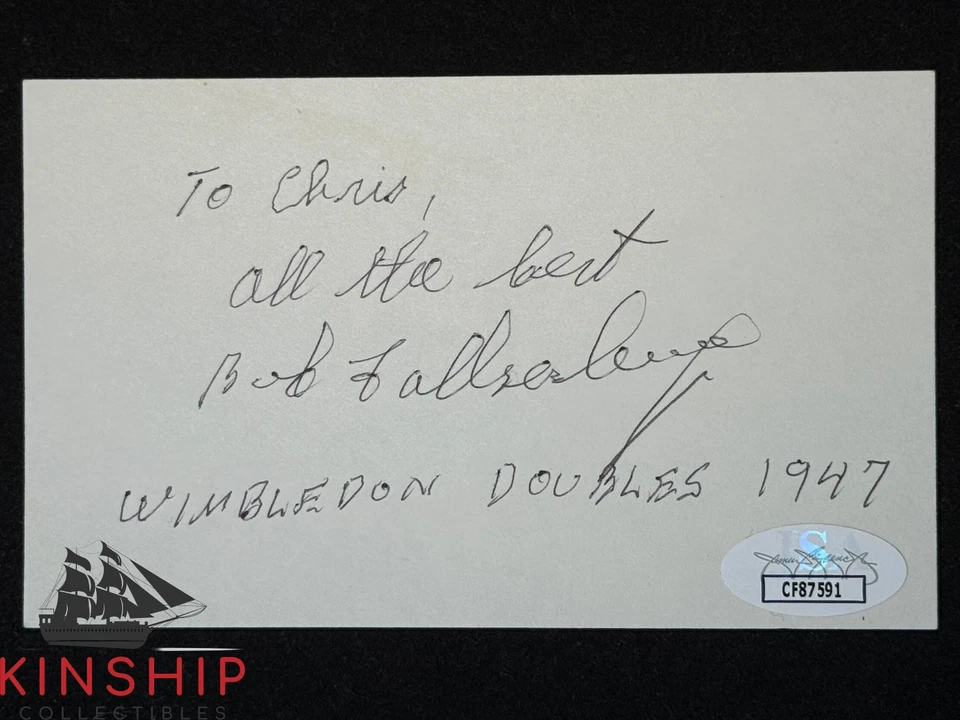 To Chris,
all the best
Bob Falkenburg
WIMBLEDON DOUBLES 1947
CF87591
KINSHIP
COLLECTIBLES